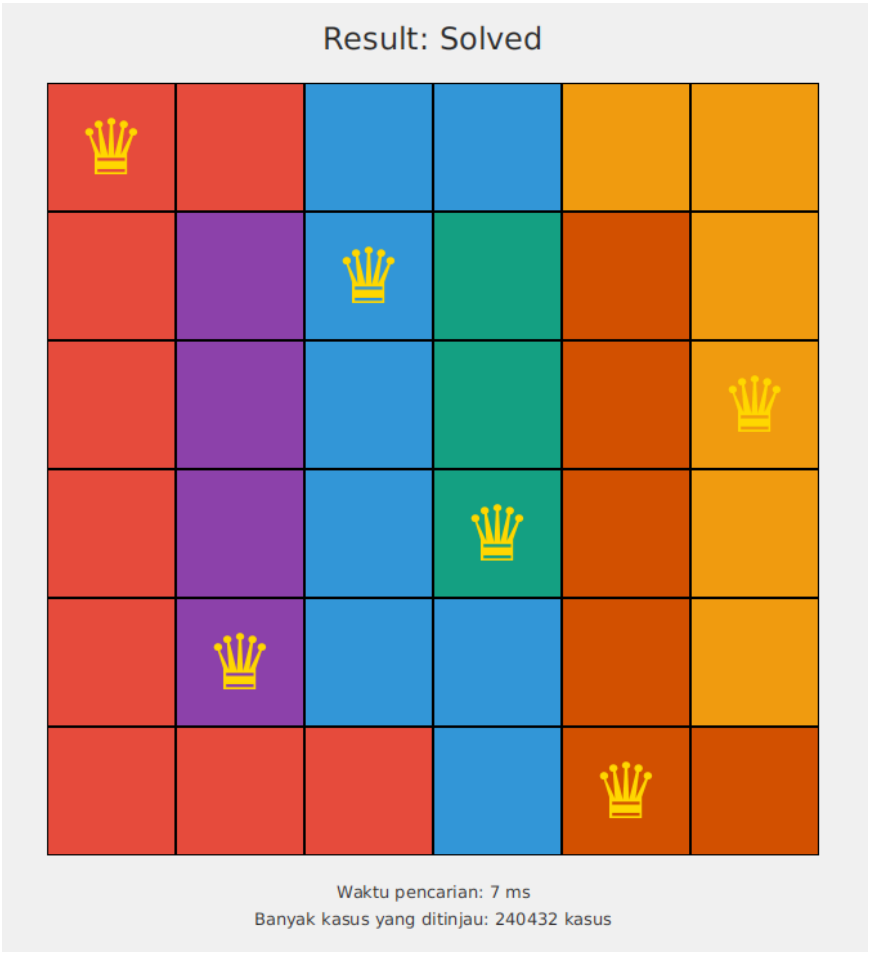 Result: Solved
Waktu pencarian: 7 ms
Banyak kasus yang ditinjau: 240432 kasus